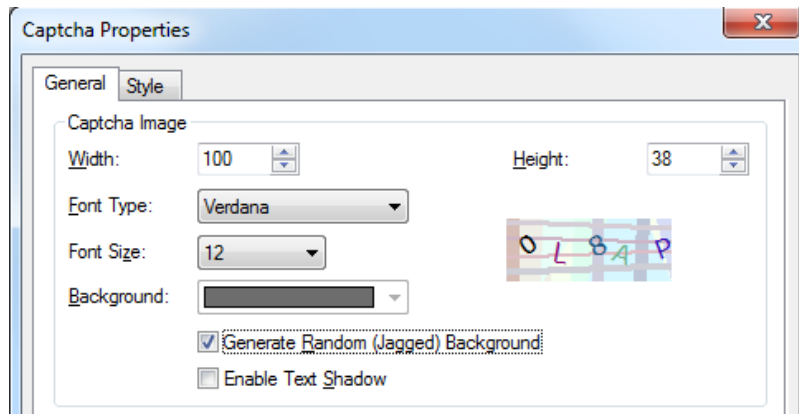 Captcha Properties
General Style
Captcha Image
Width: 100 Height: 38
Font Type: Verdana
Font Size: 12
OL8AP
Background:
Generate Random (Jagged) Background
Enable Text Shadow